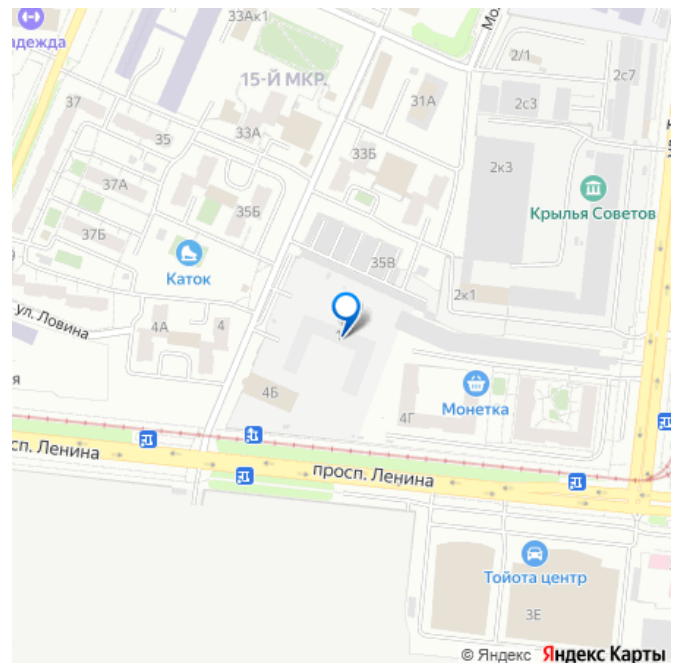 33Ак1
адежда
15-Й МКР.
2/1
2с7
37
31А
2с3
35
33А
33Б
2к3
37А
35Б
Крылья Советов
37Б
Каток
35В
2к1
ул. Ловина
4А
4
4Б
4Г
Монетка
ая
сп. Ленина
просп. Ленина
Тойота центр
3Е
© Яндекс Яндекс Карты